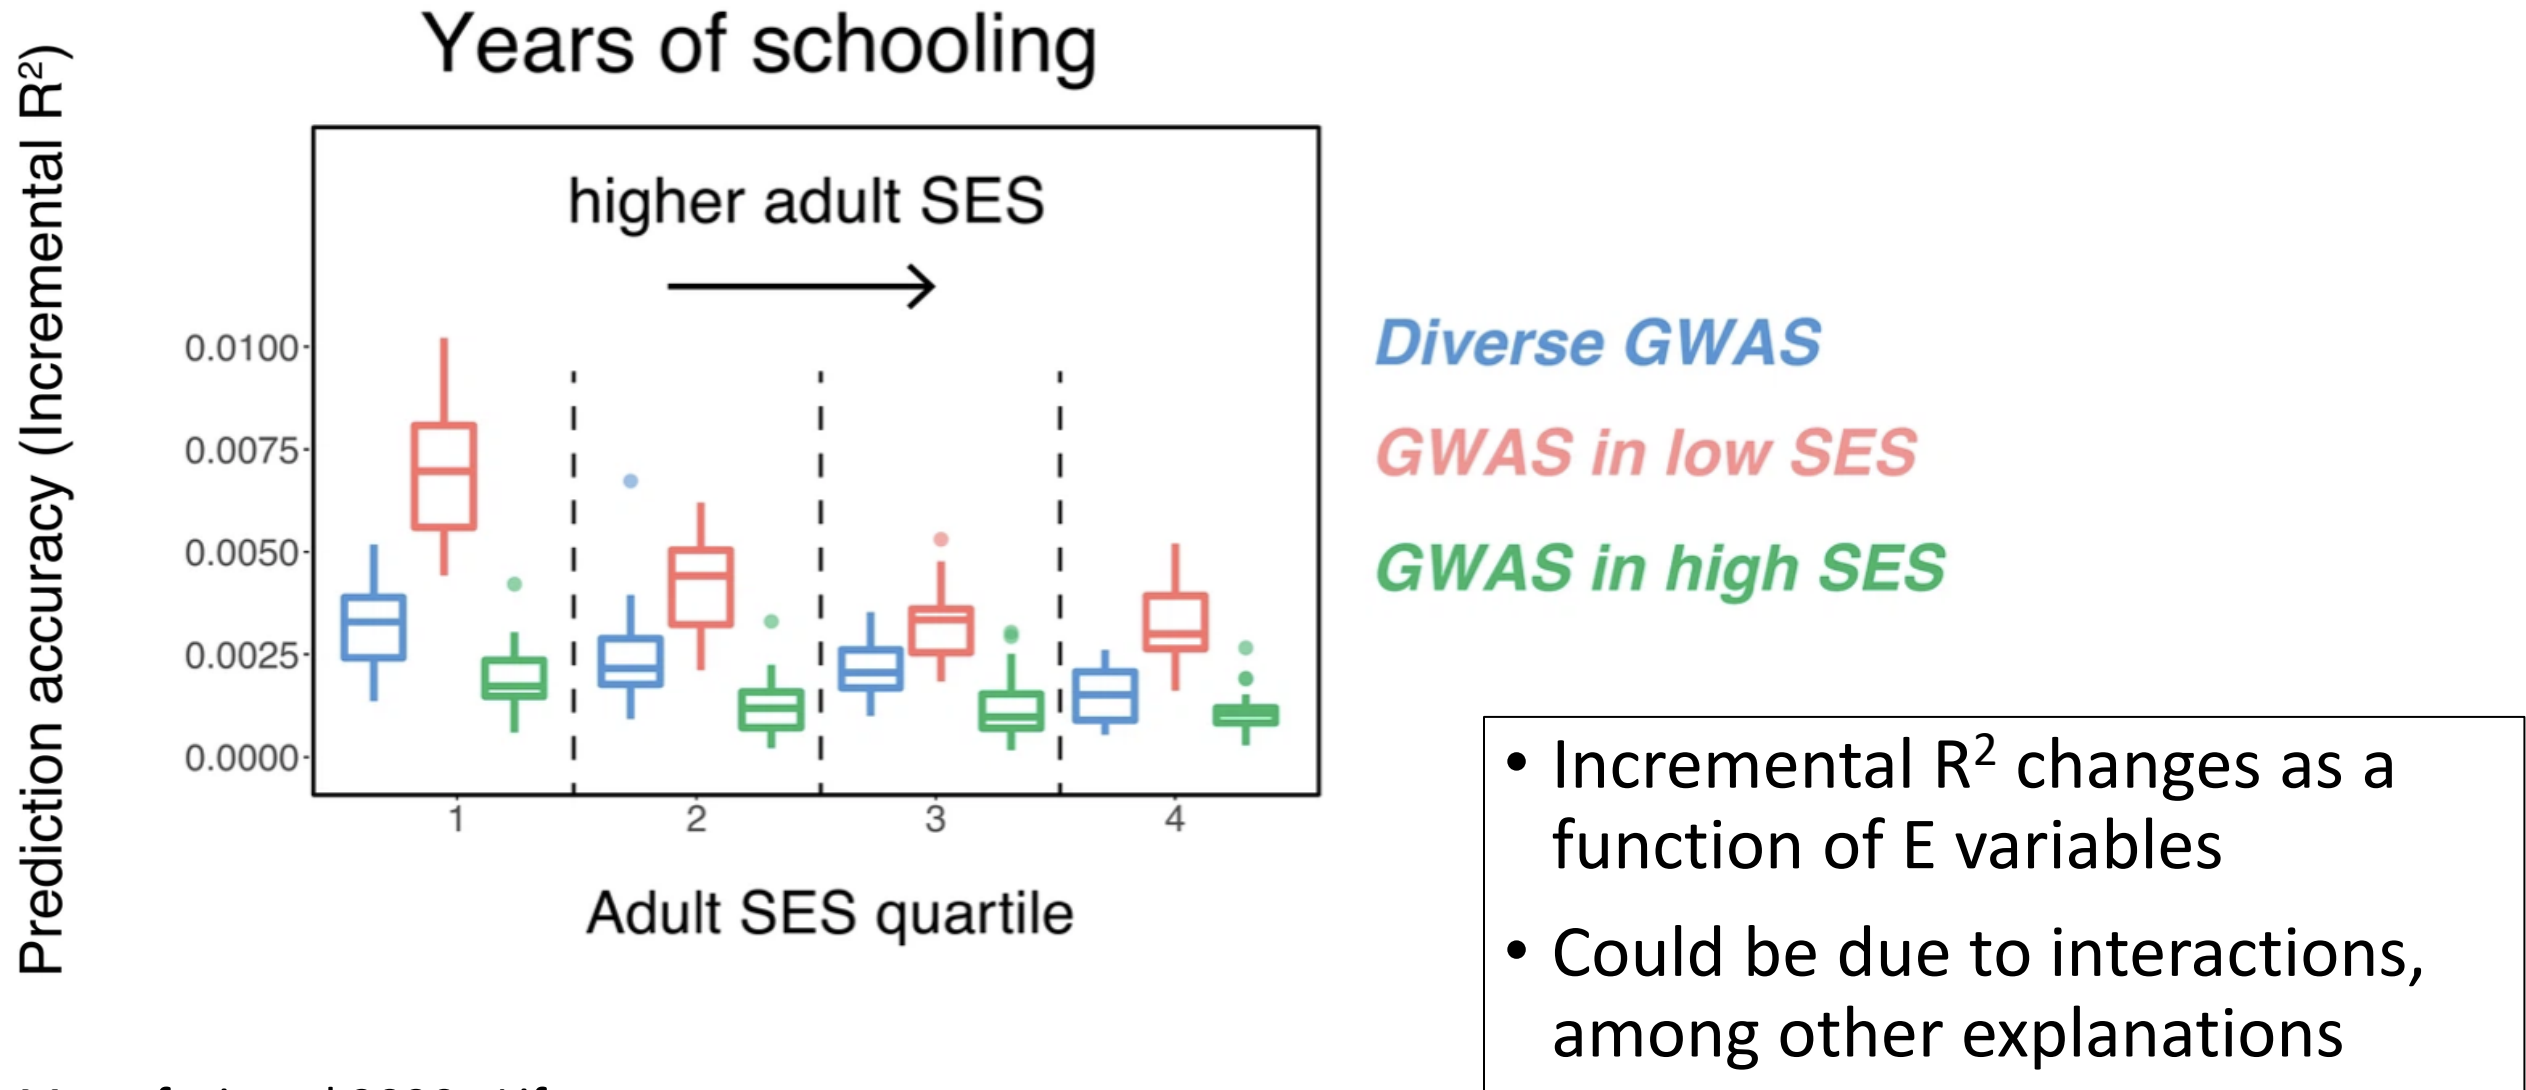 Years of schooling
Prediction accuracy (Incremental R²)
higher adult SES
0.0100
0.0075
0.0050
0.0025
0.0000
1 2 3 4
Adult SES quartile
Diverse GWAS
GWAS in low SES
GWAS in high SES
• Incremental R² changes as a
function of E variables
• Could be due to interactions,
among other explanations